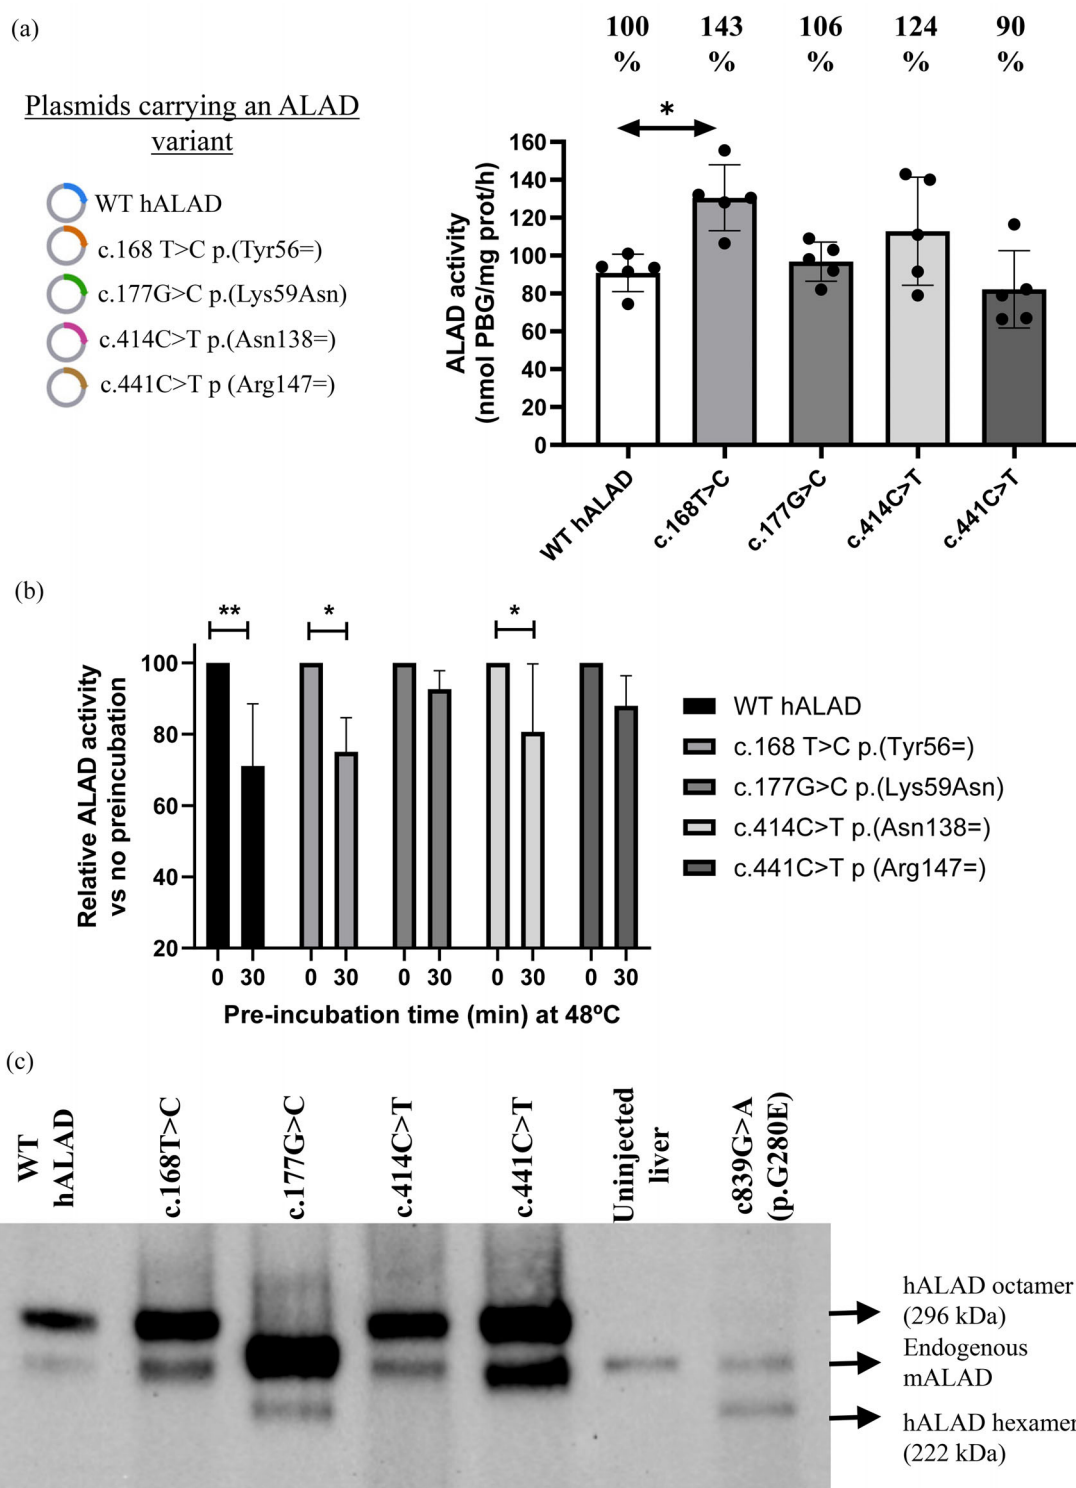 (a)
100 143 106 124 90
% % % % %
Plasmids carrying an ALAD
variant
WT hALAD
c.168 T>C p.(Tyr56=)
c.177G>C p.(Lys59Asn)
c.414C>T p.(Asn138=)
c.441C>T p (Arg147=)
*
ALAD activity
(nmol PBG/mg prot/h)
160
140
120
100
80
60
40
20
0
WT hALAD c.168T>C c.177G>C c.414C>T c.441C>T
(b)
** * *
Relative ALAD activity
vs no preincubation
100
80
60
40
20
0 30 0 30 0 30 0 30 0 30
Pre-incubation time (min) at 48ºC
WT hALAD
c.168 T>C p.(Tyr56=)
c.177G>C p.(Lys59Asn)
c.414C>T p.(Asn138=)
c.441C>T p (Arg147=)
(c)
WT
hALAD
c.168T>C
c.177G>C
c.414C>T
c.441C>T
Uninjected
liver
c839G>A
(p.G280E)
hALAD octamer
(296 kDa)
Endogenous
mALAD
hALAD hexamer
(222 kDa)